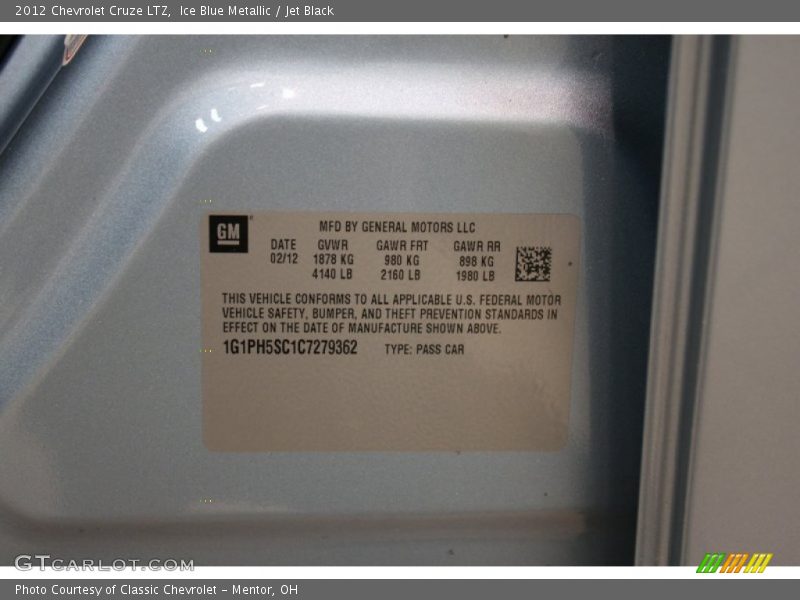 2012 Chevrolet Cruze LTZ, Ice Blue Metallic / Jet Black
GM
MFD BY GENERAL MOTORS LLC
DATE GVWR GAWR FRT GAWR RR
02/12 1878 KG 980 KG 898 KG
4140 LB 2160 LB 1980 LB
THIS VEHICLE CONFORMS TO ALL APPLICABLE U.S. FEDERAL MOTOR
VEHICLE SAFETY, BUMPER, AND THEFT PREVENTION STANDARDS IN
EFFECT ON THE DATE OF MANUFACTURE SHOWN ABOVE.
1G1PH5SC1C7279362 TYPE: PASS CAR
GTCARLOT.COM
Photo Courtesy of Classic Chevrolet - Mentor, OH